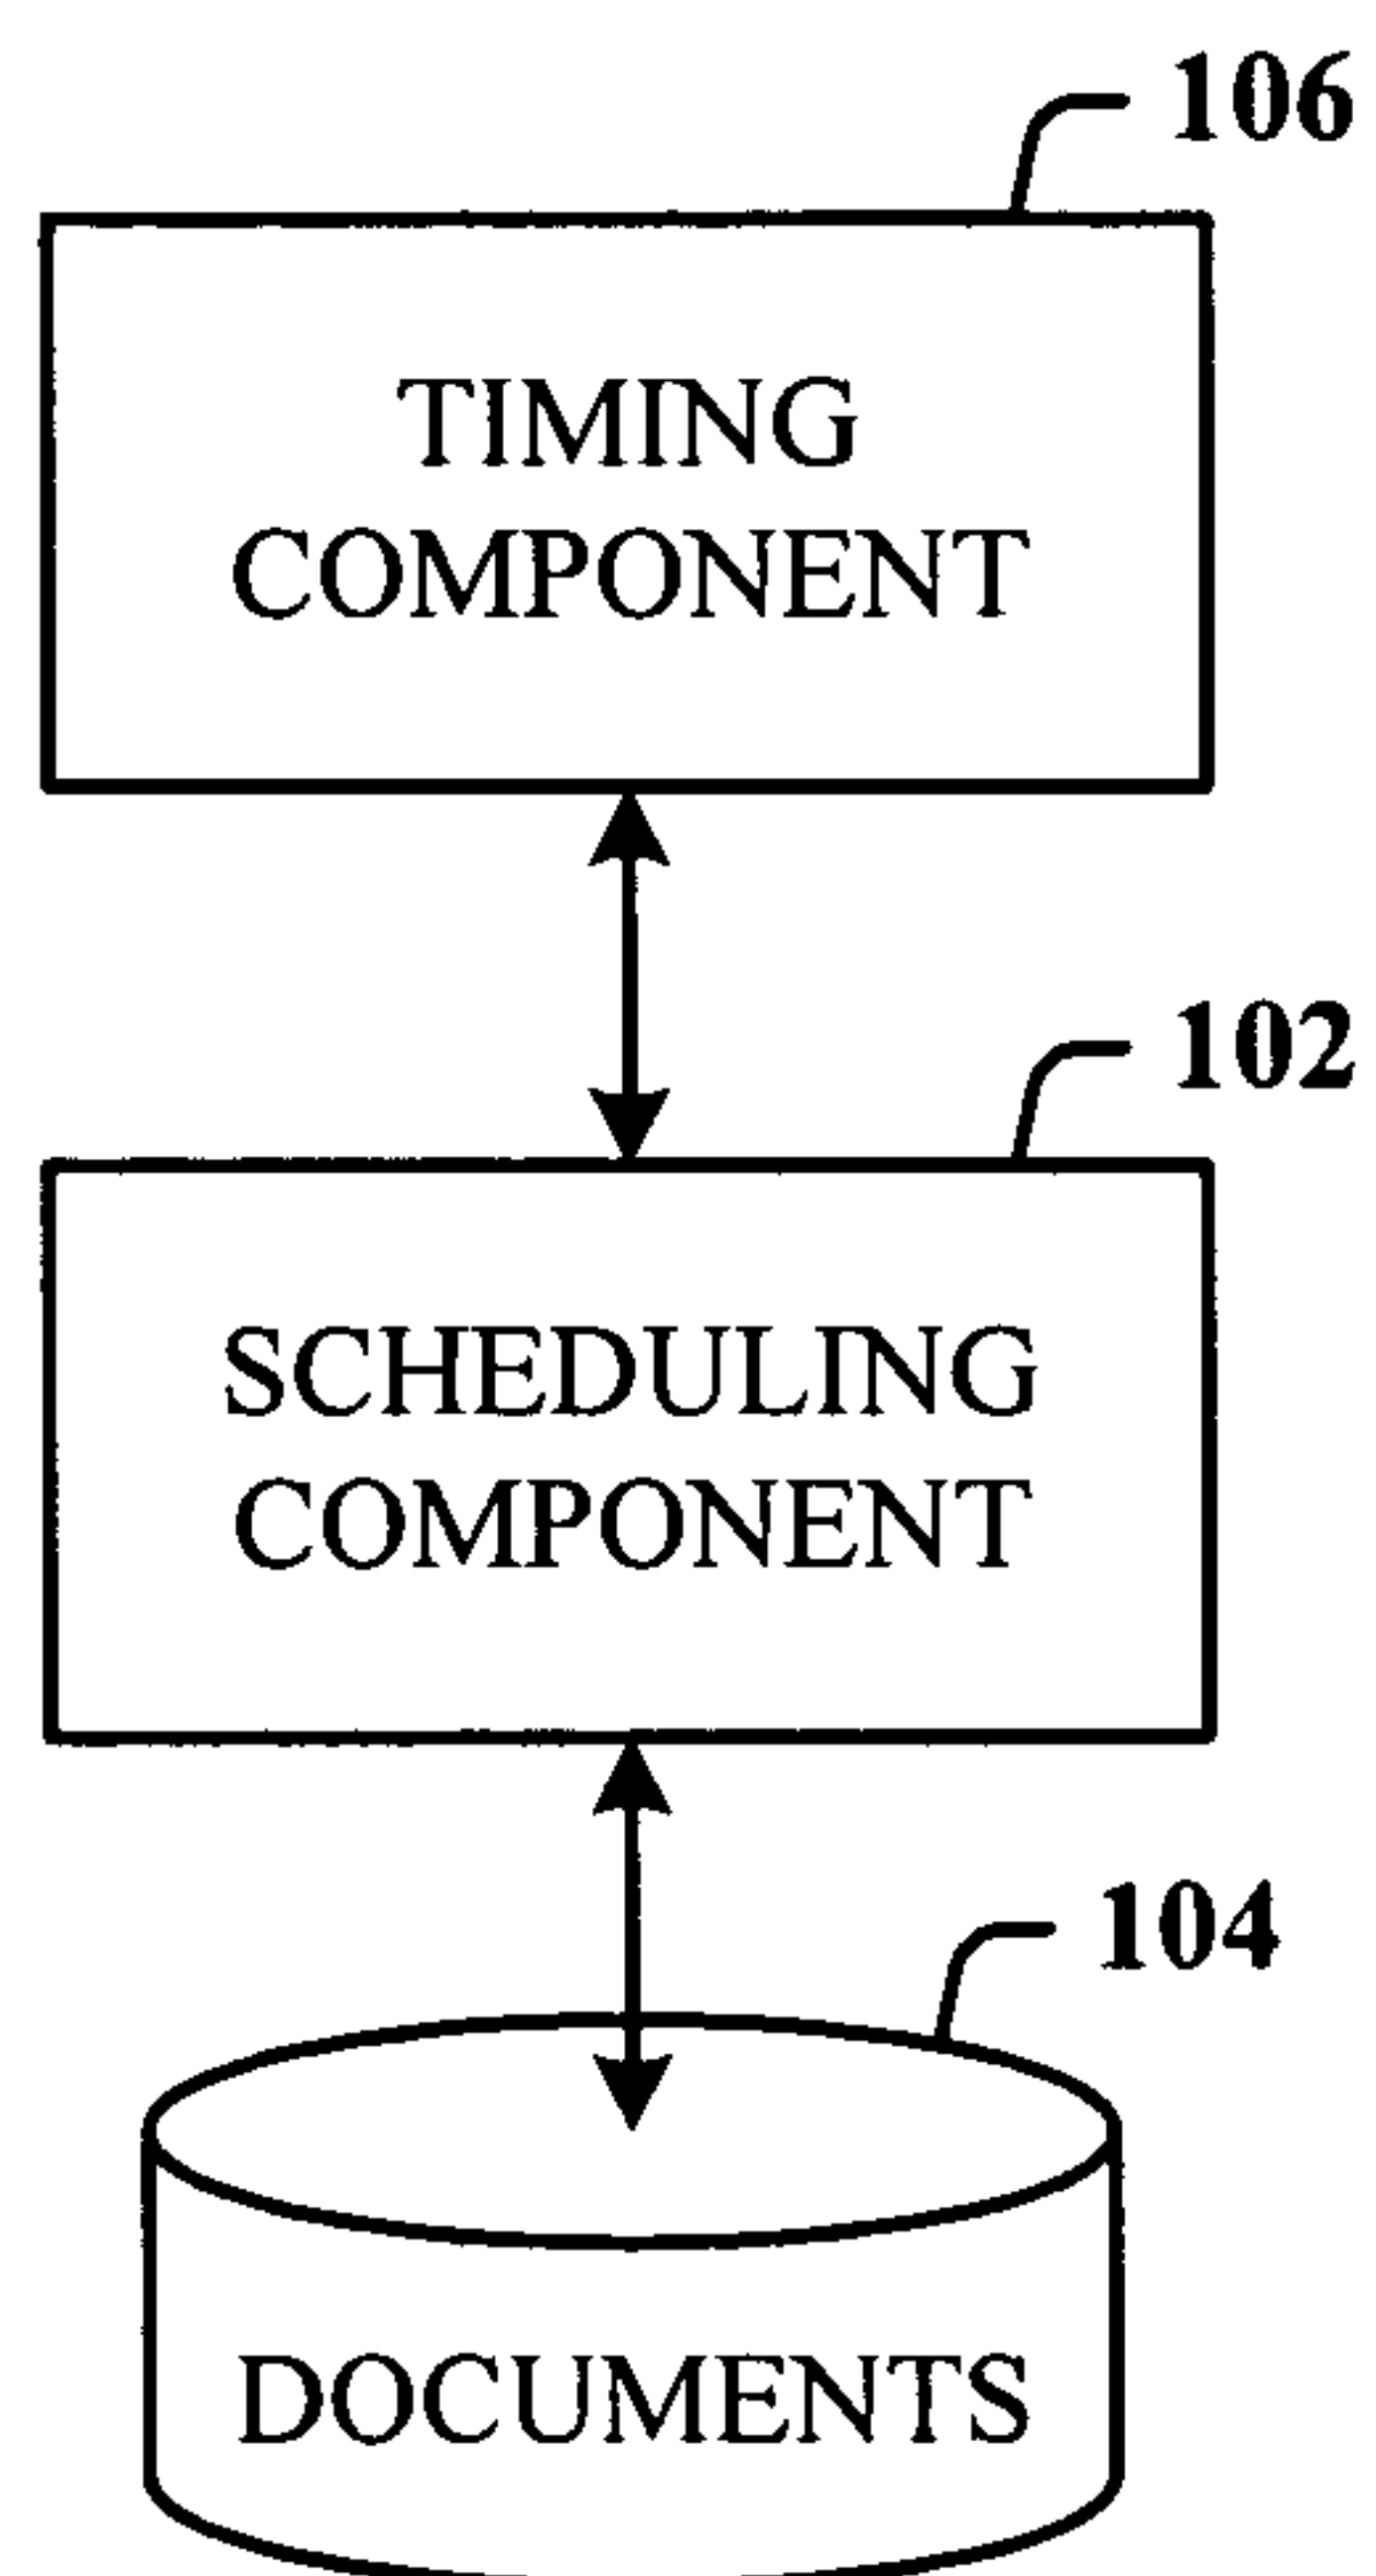 106
TIMING
COMPONENT
102
SCHEDULING
COMPONENT
104
DOCUMENTS